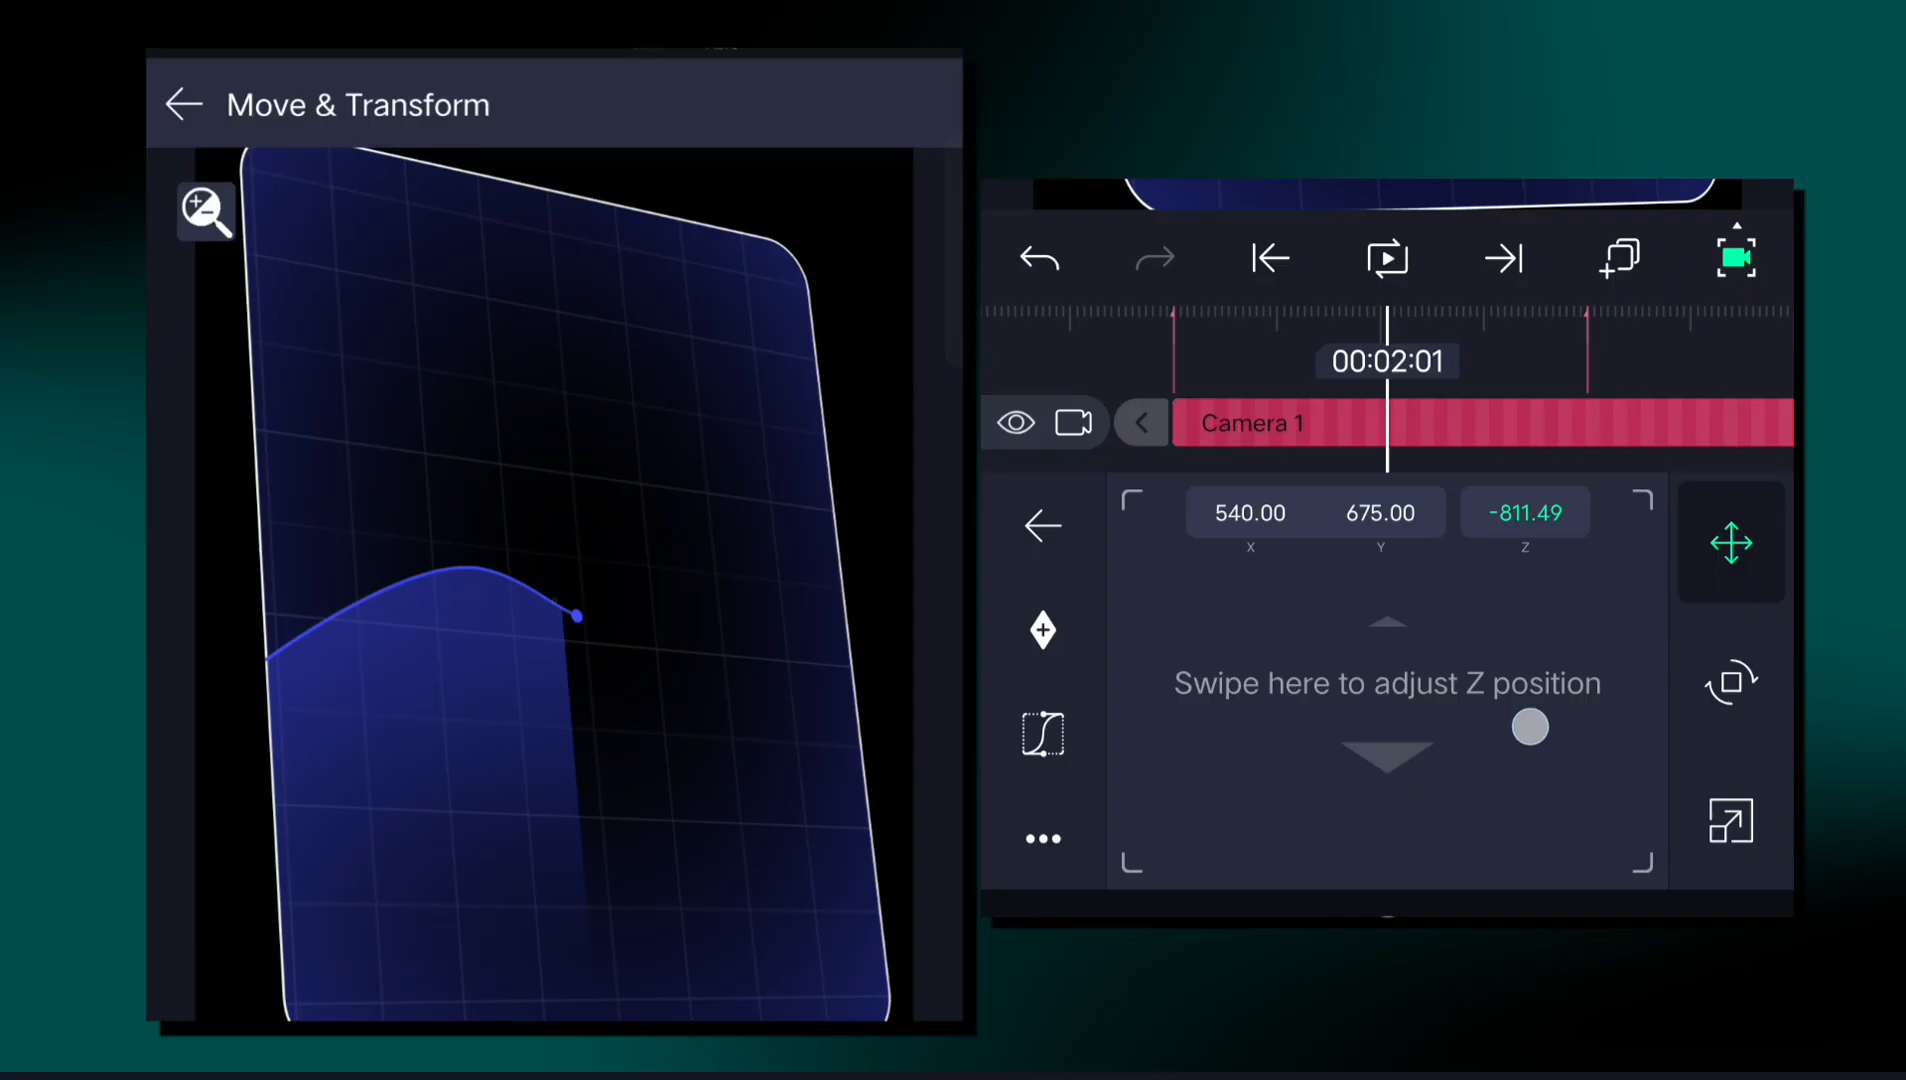 Move & Transform
00:02:01
Camera 1
540.00 675.00 -811.49
X Y Z
Swipe here to adjust Z position